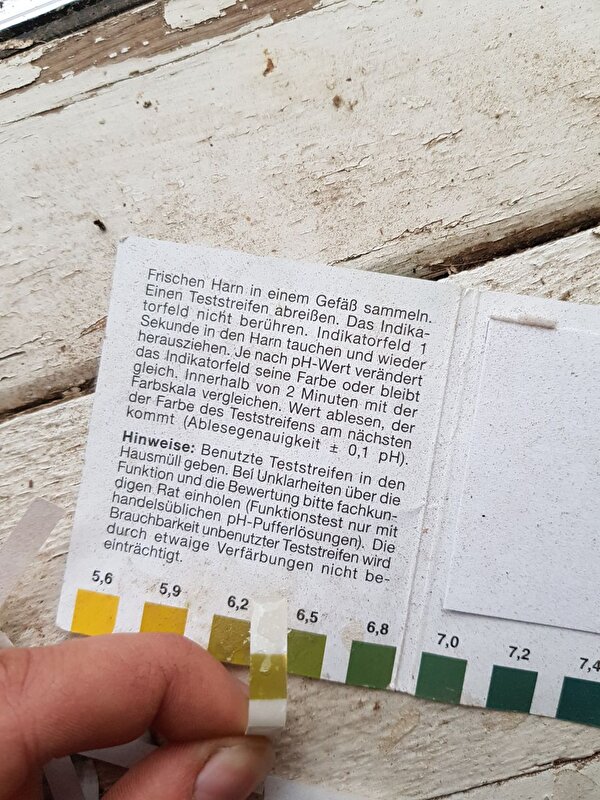 Frischen Harn in einem Gefäß sammeln.
Einen Teststreifen abreißen. Das Indika-
torfeld nicht berühren. Indikatorfeld 1
Sekunde in den Harn tauchen und wieder
herausziehen. Je nach pH-Wert verändert
das Indikatorfeld seine Farbe oder bleibt
gleich. Innerhalb von 2 Minuten mit der
Farbskala vergleichen. Wert ablesen, der
der Farbe des Teststreifens am nächsten
kommt (Ablesegenauigkeit ± 0,1 pH).
Hinweise: Benutzte Teststreifen in den
Hausmüll geben. Bei Unklarheiten über die
Funktion und die Bewertung bitte fachkun-
digen Rat einholen (Funktionstest nur mit
handelsüblichen pH-Pufferlösungen). Die
Brauchbarkeit unbenutzter Teststreifen wird
durch etwaige Verfärbungen nicht be-
einträchtigt.
5,6 5,9 6,2 6,5 6,8 7,0 7,2 7,4